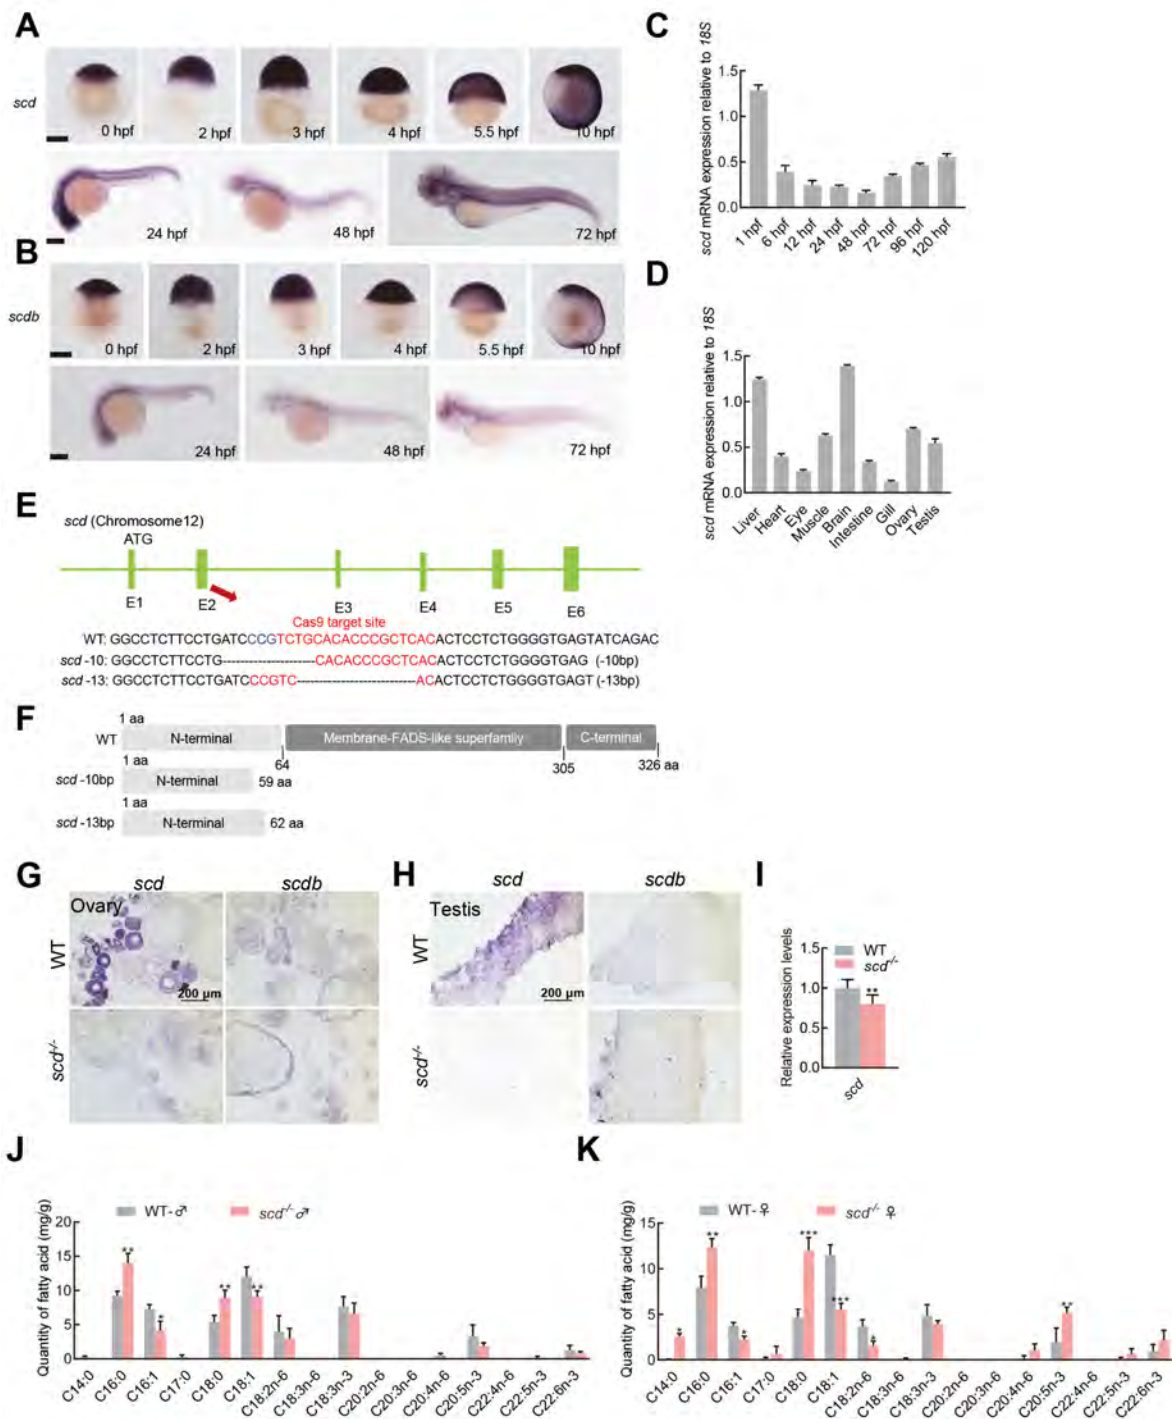 A
scd
0 hpf
2 hpf
3 hpf
4 hpf
5.5 hpf
10 hpf
24 hpf
48 hpf
72 hpf
B
scdb
0 hpf
2 hpf
3 hpf
4 hpf
5.5 hpf
10 hpf
24 hpf
48 hpf
72 hpf
C
scd mRNA expression relative to 18S
1.5
1.0
0.5
0.0
1 hpf
6 hpf
12 hpf
24 hpf
48 hpf
72 hpf
96 hpf
120 hpf
D
scd mRNA expression relative to 18S
1.5
1.0
0.5
0.0
Liver
Heart
Eye
Muscle
Brain
Intestine
Gill
Ovary
Testis
E
scd (Chromosome12)
ATG
E1
E2
E3
E4
E5
E6
Cas9 target site
WT: GGCCTCTTCCTGATCCCGTCTGCACACCCGCTCACACTCCTCTGGGGTGAGTATCAGAC
scd -10: GGCCTCTTCCTG--------------------CACACCCGCTCACACTCCTCTGGGGTGAG (-10bp)
scd -13: GGCCTCTTCCTGATCCCGTC--------------------------ACACTCCTCTGGGGTGAGT (-13bp)
F
1 aa
WT
N-terminal
Membrane-FADS-like superfamily
C-terminal
64
305
326 aa
1 aa
scd -10bp
N-terminal
59 aa
1 aa
scd -13bp
N-terminal
62 aa
G
scd
scdb
Ovary
WT
200 µm
scd-/-
H
scd
scdb
Testis
WT
200 µm
scd-/-
I
WT
scd-/-
Relative expression levels
1.5
1.0
0.5
0.0
**
scd
J
WT-♂
scd-/-♂
Quantity of fatty acid (mg/g)
20
15
10
5
0
**
*
**
**
C14:0
C16:0
C16:1
C17:0
C18:0
C18:1
C18:2n-6
C18:3n-6
C18:3n-3
C20:2n-6
C20:3n-6
C20:4n-6
C20:5n-3
C22:4n-6
C22:5n-3
C22:6n-3
K
WT-♀
scd-/- ♀
Quantity of fatty acid (mg/g)
15
10
5
0
*
**
*
***
***
*
**
C14:0
C16:0
C16:1
C17:0
C18:0
C18:1
C18:2n-6
C18:3n-6
C18:3n-3
C20:2n-6
C20:3n-6
C20:4n-6
C20:5n-3
C22:4n-6
C22:5n-3
C22:6n-3